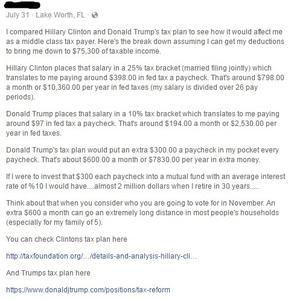 July 31 · Lake Worth, FL ·
I compared Hillary Clinton and Donald Trump's tax plan to see how it would affect me
as a middle class tax payer. Here's the break down assuming I can get my deductions
to bring me down to $75,300 of taxable income.
Hillary Clinton places that salary in a 25% tax bracket (married filing jointly) which
translates to me paying around $398.00 in fed tax a paycheck. That's around $798.00
a month or $10,360.00 per year in fed taxes (my salary is divided over 26 pay
periods).
Donald Trump places that salary in a 10% tax bracket which translates to me paying
around $97 in fed tax a paycheck. That's around $194.00 a month or $2,530.00 per
year in fed taxes.
Donald Trump's tax plan would put an extra $300.00 a paycheck in my pocket every
paycheck. That's about $600.00 a month or $7830.00 per year in extra money.
If I were to invest that $300 each paycheck into a mutual fund with an average interest
rate of %10 I would have....almost 2 million dollars when I retire in 30 years.....
Think about that when you consider who you are going to vote for in November. An
extra $600 a month can go an extremely long distance in most people's households
(especially for my family of 5).
You can check Clintons tax plan here
http://taxfoundation.org/.../details-and-analysis-hillary-cli...
And Trumps tax plan here
https://www.donaldjtrump.com/positions/tax-reform